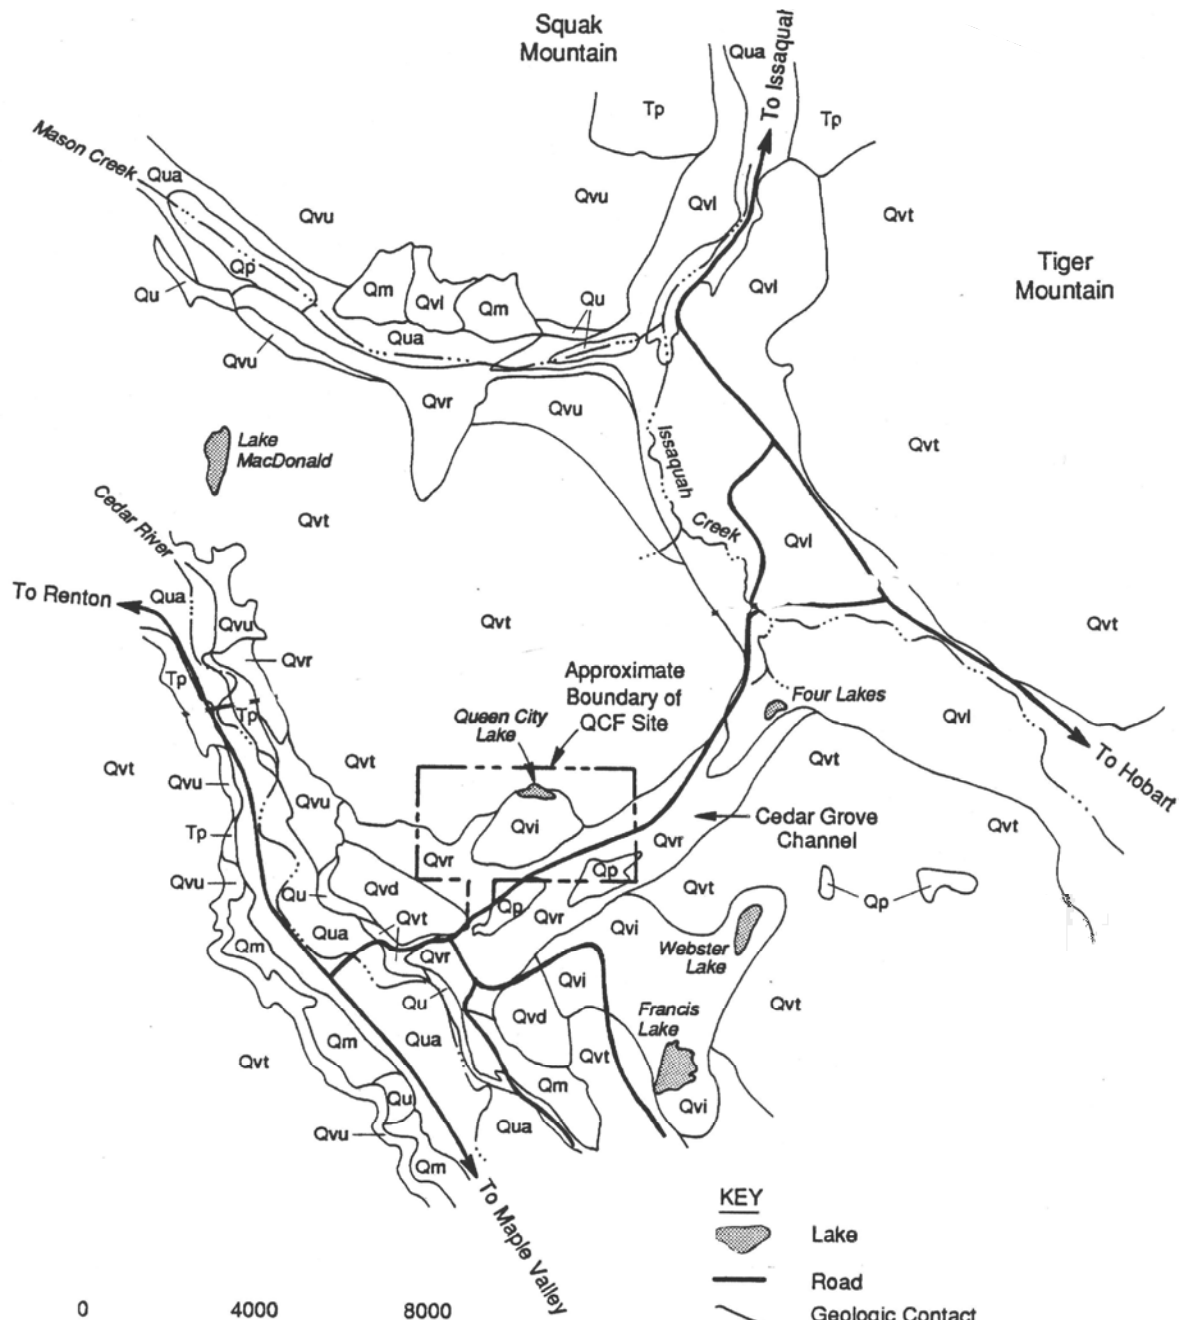 Squak
Mountain
Qua
To Issaquah
Tp
Tp
Mason Creek
Qua
Qvu
Qvu
Qvl
Qvt
Qp
Tiger
Mountain
Qu
Qm
Qvl
Qm
Qu
Qvl
Qua
Qvu
Qvr
Qvu
Lake
MacDonald
Issaquah
Creek
Qvt
Cedar River
Qvt
Qvl
To Renton
Qua
Qvu
Qvt
Qvt
Qvr
Approximate
Boundary of
QCF Site
Tp
Tp
Queen City
Lake
Four Lakes
Qvl
Qvt
Qvt
Qvt
To Hobart
Qvu
Qvu
Qvi
Cedar Grove
Channel
Tp
Qvr
Qvr
Qvt
Qvu
Qu
Qvd
Qp
Qvt
Qp
Qp
Qvt
Qvr
Qvi
Qua
Webster
Lake
Qm
Qvr
Qvi
Qu
Qvd
Francis
Lake
Qvt
Qm
Qua
Qvt
Qvt
Qm
Qu
Qvi
Qvu
Qua
Qm
To Maple Valley
KEY
Lake
Road
Geologic Contact
0 4000 8000